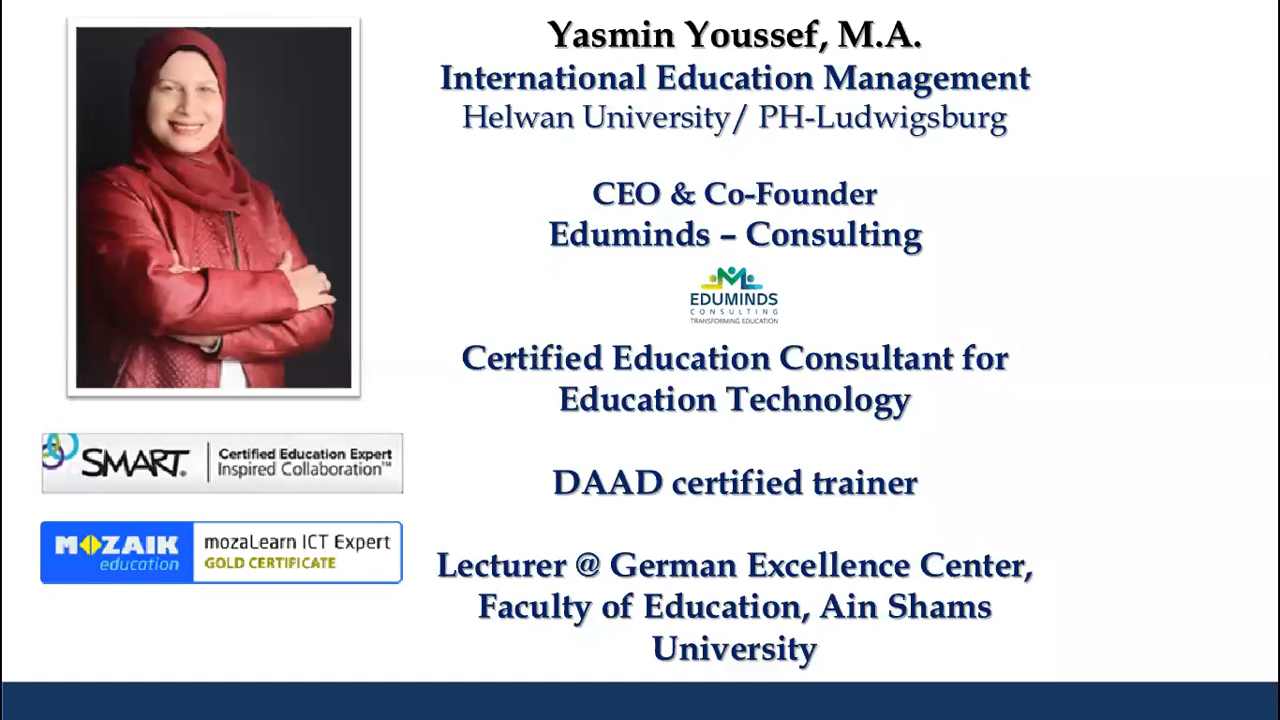 Yasmin Youssef, M.A.
International Education Management
Helwan University/ PH-Ludwigsburg
CEO & Co-Founder
Eduminds – Consulting
EDUMINDS
CONSULTING
TRANSFORMING EDUCATION
Certified Education Consultant for
Education Technology
DAAD certified trainer
Lecturer @ German Excellence Center,
Faculty of Education, Ain Shams
University
SMART® Certified Education Expert
Inspired Collaboration™
MOZAIK
education
mozaLearn ICT Expert
GOLD CERTIFICATE